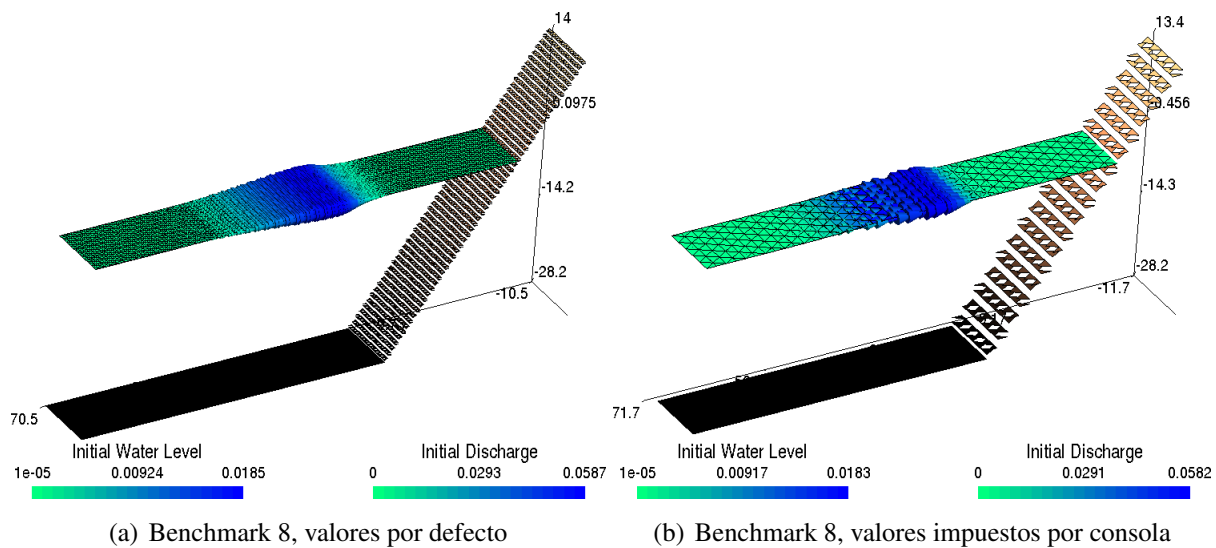 14
0.0975
-14.2
-28.2
-10.5
70.5
Initial Water Level
1e-05 0.00924 0.0185
Initial Discharge
0 0.0293 0.0587
(a) Benchmark 8, valores por defecto
13.4
-0.456
-14.3
-28.2
-11.7
71.7
Initial Water Level
1e-05 0.00917 0.0183
Initial Discharge
0 0.0291 0.0582
(b) Benchmark 8, valores impuestos por consola